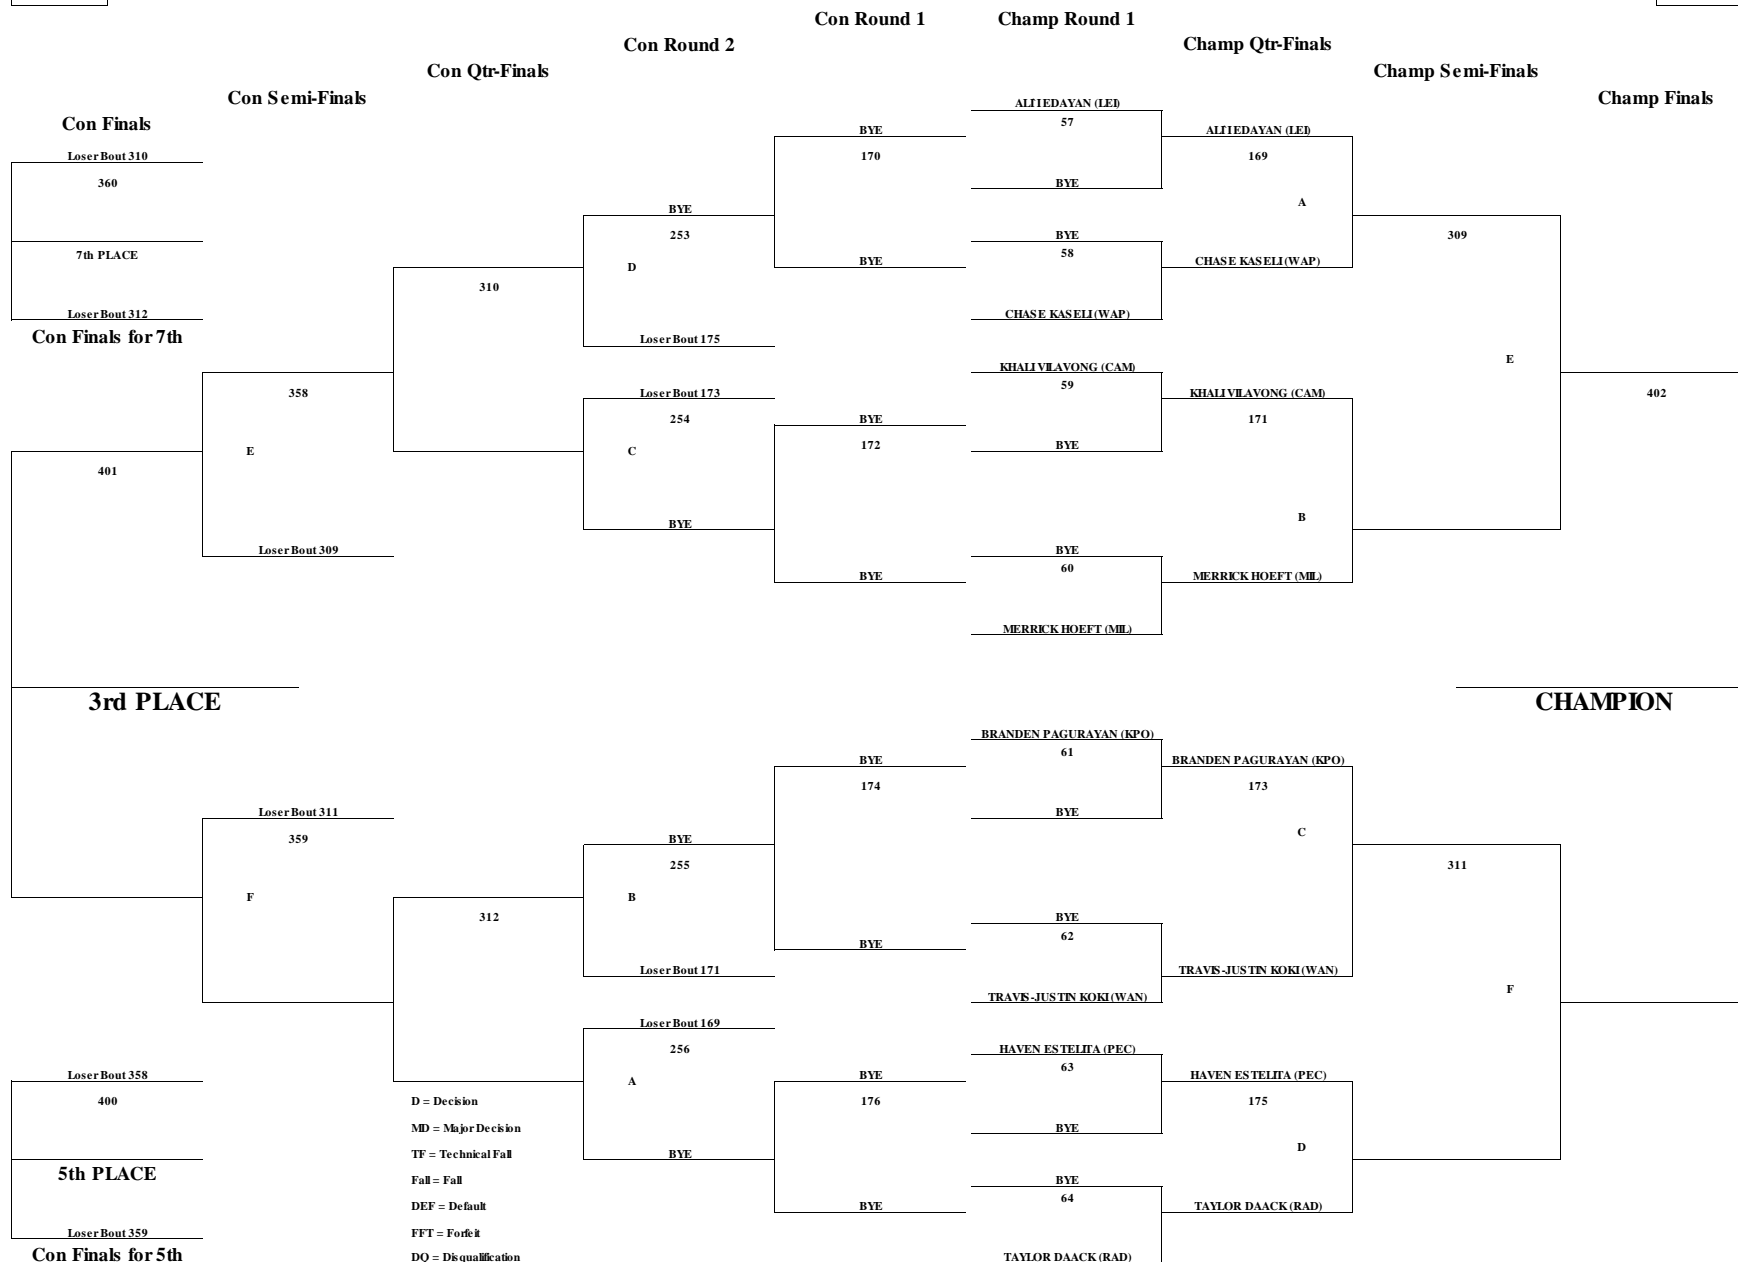 Con Round 1
Champ Round 1
Con Round 2
Champ Qtr-Finals
Con Qtr-Finals
Champ Semi-Finals
Con Semi-Finals
Champ Finals
Con Finals
ALI'I EDAYAN (LEI)
57
BYE
ALI'I EDAYAN (LEI)
Loser Bout 310
170
169
360
BYE
A
BYE
253
BYE
309
7th PLACE
58
D
BYE
CHASE KASELI (WAP)
310
Loser Bout 312
CHASE KASELI (WAP)
Con Finals for 7th
Loser Bout 175
E
KHALI VILAVONG (CAM)
59
358
Loser Bout 173
KHALI VILAVONG (CAM)
402
254
BYE
171
172
BYE
E
C
401
B
BYE
Loser Bout 309
BYE
60
BYE
MERRICK HOEFT (MIL)
MERRICK HOEFT (MIL)
3rd PLACE
CHAMPION
BRANDEN PAGURAYAN (KPO)
61
BYE
BRANDEN PAGURAYAN (KPO)
174
173
Loser Bout 311
BYE
359
BYE
C
255
311
F
B
312
BYE
62
BYE
Loser Bout 171
TRAVIS-JUSTIN KOKI (WAN)
F
TRAVIS-JUSTIN KOKI (WAN)
Loser Bout 169
256
HAVEN ESTELITA (PEC)
63
Loser Bout 358
A
BYE
HAVEN ESTELITA (PEC)
400
D = Decision
176
175
MD = Major Decision
BYE
D
TF = Technical Fall
BYE
5th PLACE
Fall = Fall
BYE
64
DEF = Default
BYE
TAYLOR DAACK (RAD)
Loser Bout 359
FFT = Forfeit
Con Finals for 5th
DQ = Disqualification
TAYLOR DAACK (RAD)